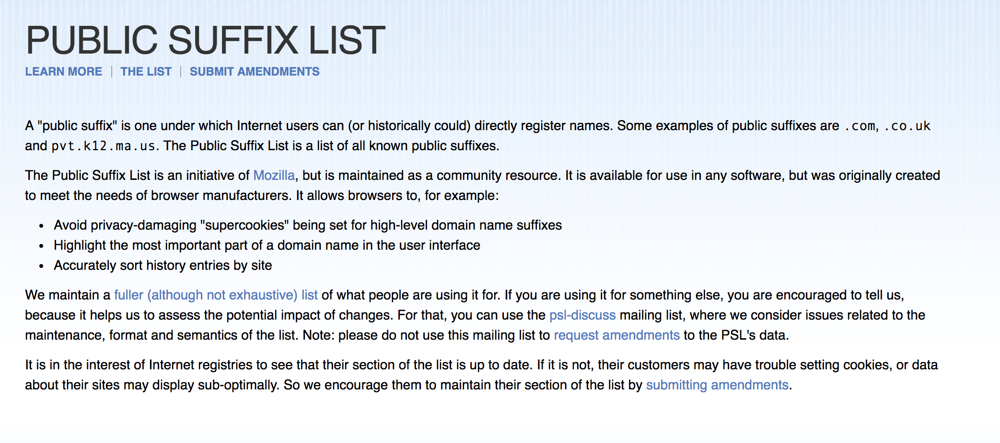 PUBLIC SUFFIX LIST
LEARN MORE | THE LIST | SUBMIT AMENDMENTS
A "public suffix" is one under which Internet users can (or historically could) directly register names. Some examples of public suffixes are .com, .co.uk
and pvt.k12.ma.us. The Public Suffix List is a list of all known public suffixes.
The Public Suffix List is an initiative of Mozilla, but is maintained as a community resource. It is available for use in any software, but was originally created
to meet the needs of browser manufacturers. It allows browsers to, for example:
• Avoid privacy-damaging "supercookies" being set for high-level domain name suffixes
• Highlight the most important part of a domain name in the user interface
• Accurately sort history entries by site
We maintain a fuller (although not exhaustive) list of what people are using it for. If you are using it for something else, you are encouraged to tell us,
because it helps us to assess the potential impact of changes. For that, you can use the psl-discuss mailing list, where we consider issues related to the
maintenance, format and semantics of the list. Note: please do not use this mailing list to request amendments to the PSL's data.
It is in the interest of Internet registries to see that their section of the list is up to date. If it is not, their customers may have trouble setting cookies, or data
about their sites may display sub-optimally. So we encourage them to maintain their section of the list by submitting amendments.